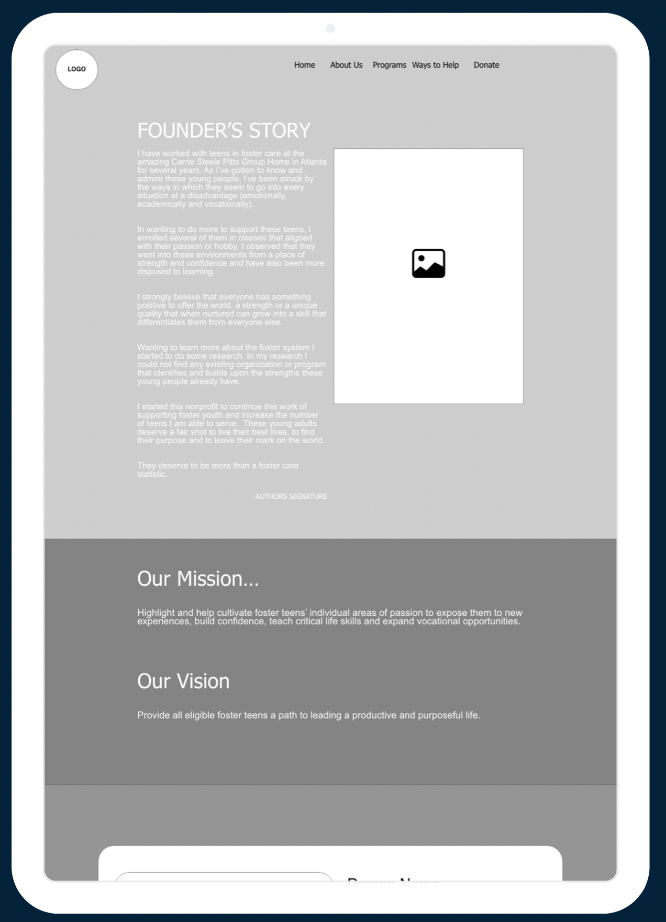 LOGO
Home About Us Programs Ways to Help Donate
FOUNDER'S STORY
I have worked with teens in foster care at the
amazing Carrie Steele Pitts Group Home in Atlanta
for several years. As I've gotten to know and
admire these young people, I've been struck by
the ways in which they seem to go into every
situation at a disadvantage (emotionally,
academically and vocationally).
In wanting to do more to support these teens, I
enrolled several of them in classes that aligned
with their passion or hobby. I observed that they
went into these environments from a place of
strength and confidence and have also been more
disposed to learning.
I strongly believe that everyone has something
positive to offer the world, a strength or a unique
quality that when nurtured can grow into a skill that
differentiates them from everyone else.
Wanting to learn more about the foster system I
started to do some research. In my research I
could not find any existing organization or program
that identifies and builds upon the strengths these
young people already have.
I started this nonprofit to continue this work of
supporting foster youth and increase the number
of teens I am able to serve. These young adults
deserve a fair shot to live their best lives, to find
their purpose and to leave their mark on the world.
They deserve to be more than a foster care
statistic.
AUTHORS SIGNATURE
Our Mission...
Highlight and help cultivate foster teens' individual areas of passion to expose them to new
experiences, build confidence, teach critical life skills and expand vocational opportunities.
Our Vision
Provide all eligible foster teens a path to leading a productive and purposeful life.